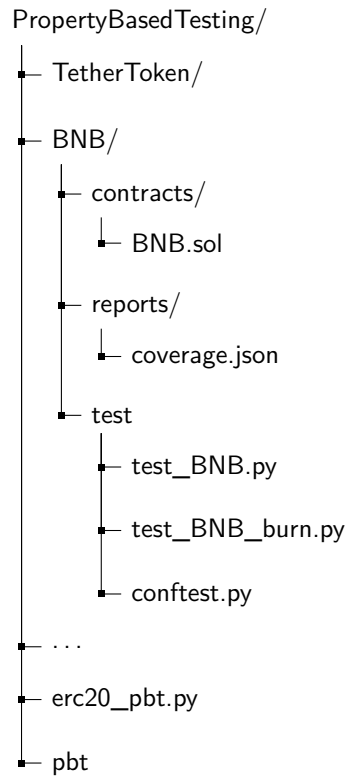 PropertyBasedTesting/
TetherToken/
BNB/
contracts/
BNB.sol
reports/
coverage.json
test
test_BNB.py
test_BNB_burn.py
conftest.py
...
erc20_pbt.py
pbt